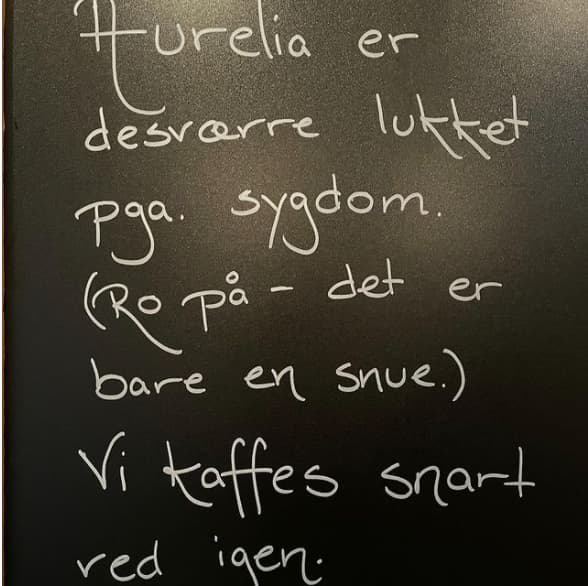 Aurelia er
desværre lukket
pga. sygdom.
(Ro på - det er
bare en snue.)
Vi kaffes snart
ved igen.